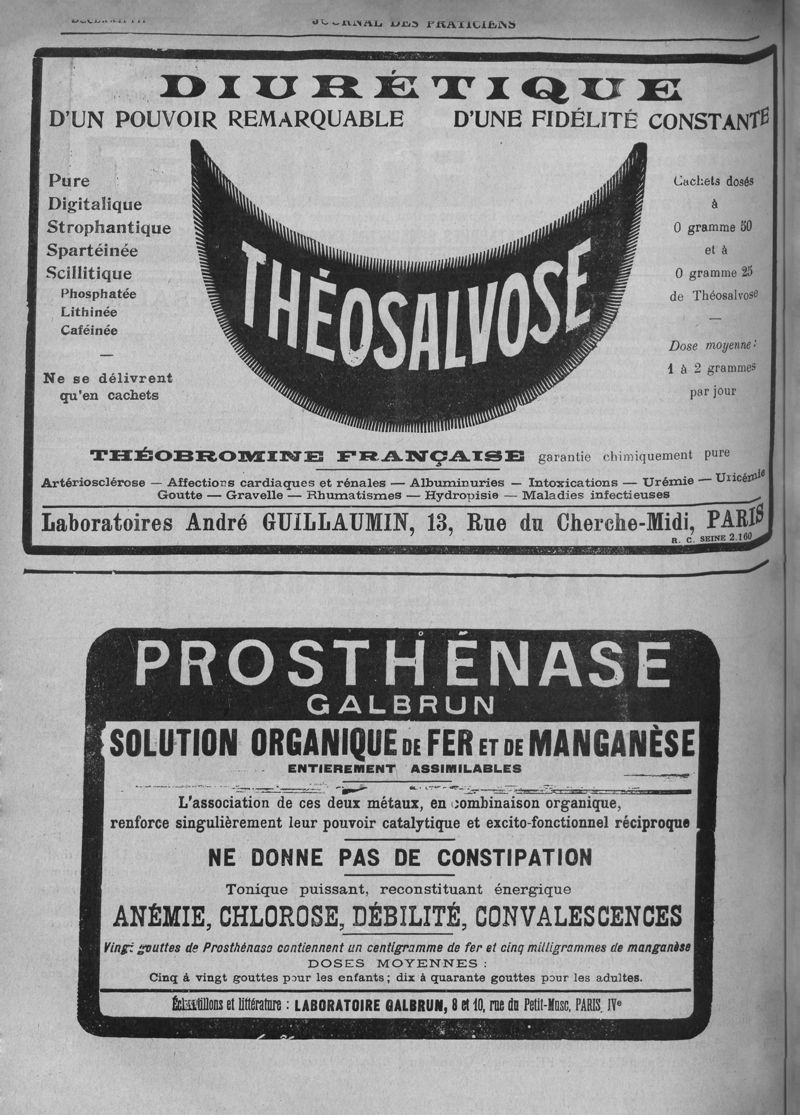 JOURNAL DES PRATICIENS
DIURÉTIQUE
D'UN POUVOIR REMARQUABLE D'UNE FIDÉLITÉ CONSTANTE
Pure
Digitalique
Strophantique
Spartéinée
Scillitique
Phosphatée
Lithinée
Caféinée
—
Ne se délivrent
qu'en cachets
THÉOSALVOSE
Cachets dosés
à
0 gramme 50
et à
0 gramme 25
de Théosalvose
—
Dose moyenne:
1 à 2 grammes
par jour
THÉOBROMINE FRANÇAISE garantie chimiquement pure
Artériosclérose — Affections cardiaques et rénales — Albuminuries — Intoxications — Urémie — Uricémie
Goutte — Gravelle — Rhumatismes — Hydropisie — Maladies infectieuses
Laboratoires André GUILLAUMIN, 13, Rue du Cherche-Midi, PARIS
R. C. SEINE 2.160
PROSTHÉNASE
GALBRUN
SOLUTION ORGANIQUE DE FER ET DE MANGANÈSE
ENTIEREMENT ASSIMILABLES
L'association de ces deux métaux, en combinaison organique,
renforce singulièrement leur pouvoir catalytique et excito-fonctionnel réciproque
NE DONNE PAS DE CONSTIPATION
Tonique puissant, reconstituant énergique
ANÉMIE, CHLOROSE, DÉBILITÉ, CONVALESCENCES
Vingt gouttes de Prosthénase contiennent un centigramme de fer et cinq milligrammes de manganèse
DOSES MOYENNES :
Cinq à vingt gouttes pour les enfants ; dix à quarante gouttes pour les adultes.
Échantillons et littérature : LABORATOIRE GALBRUN, 8 et 10, rue du Petit-Musc, PARIS, IVe